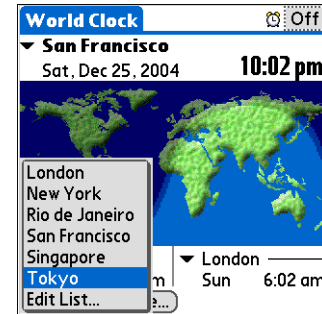 World Clock
Off
San Francisco
Sat, Dec 25, 2004
10:02 pm
London
New York
Rio de Janeiro
San Francisco
Singapore
Tokyo
Edit List...
London
Sun
6:02 am